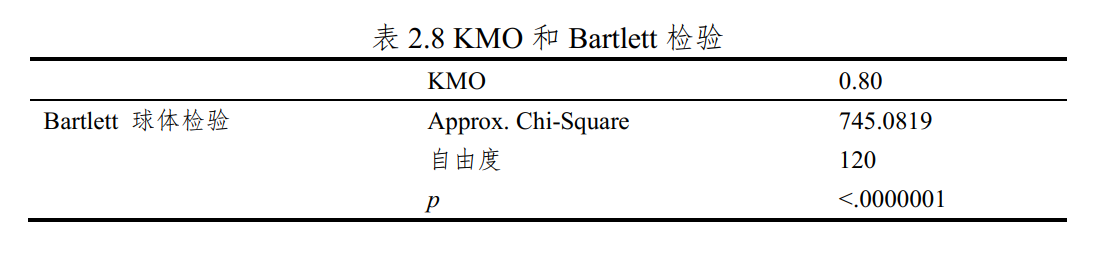 表 2.8 KMO 和 Bartlett 检验
KMO 0.80
Bartlett 球体检验 Approx. Chi-Square 745.0819
自由度 120
p <.0000001